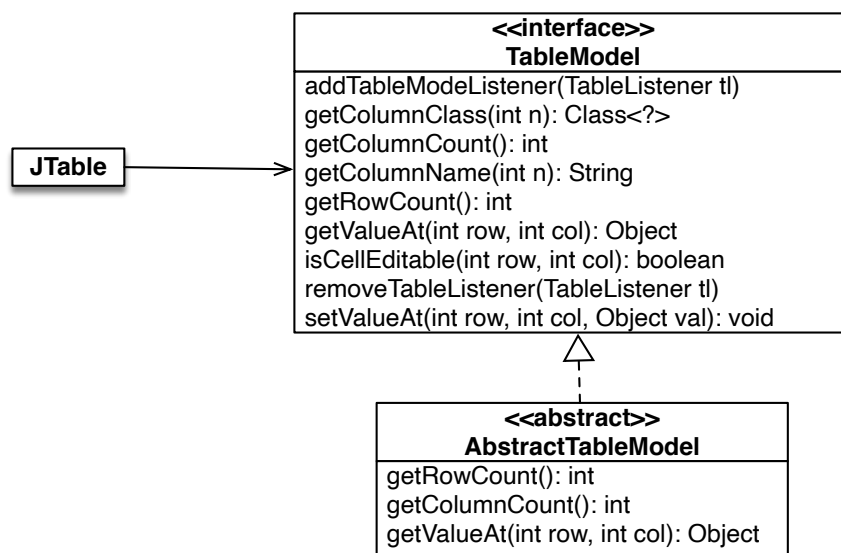 <<interface>>
TableModel
addTableModeListener(TableListener tl)
getColumnClass(int n): Class<?>
getColumnCount(): int
getColumnName(int n): String
getRowCount(): int
getValueAt(int row, int col): Object
isCellEditable(int row, int col): boolean
removeTableListener(TableListener tl)
setValueAt(int row, int col, Object val): void
JTable
<<abstract>>
AbstractTableModel
getRowCount(): int
getColumnCount(): int
getValueAt(int row, int col): Object